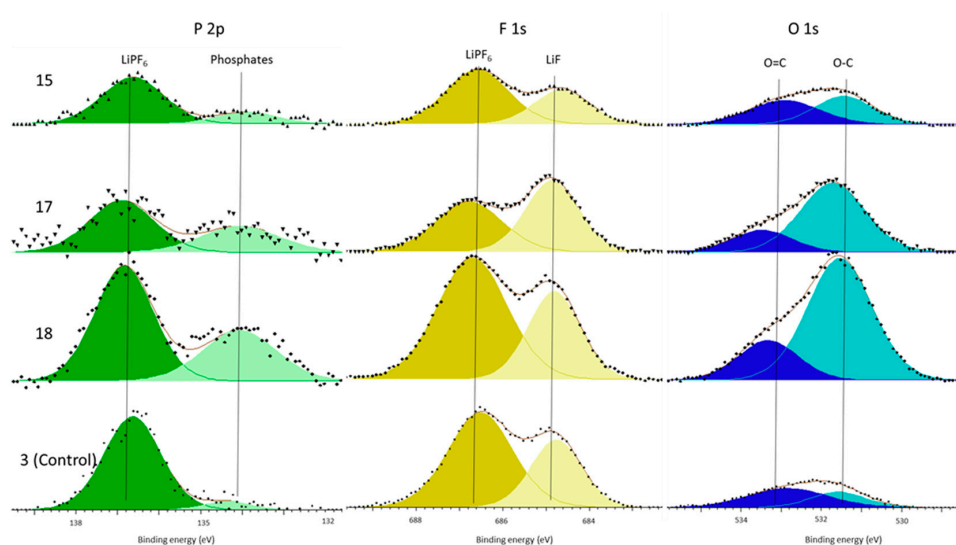 P 2p
F 1s
O 1s
LiPF6
Phosphates
LiPF6
LiF
O=C
O-C
15
17
18
3 (Control)
138
135
132
688
686
684
534
532
530
Binding energy (eV)
Binding energy (eV)
Binding energy (eV)